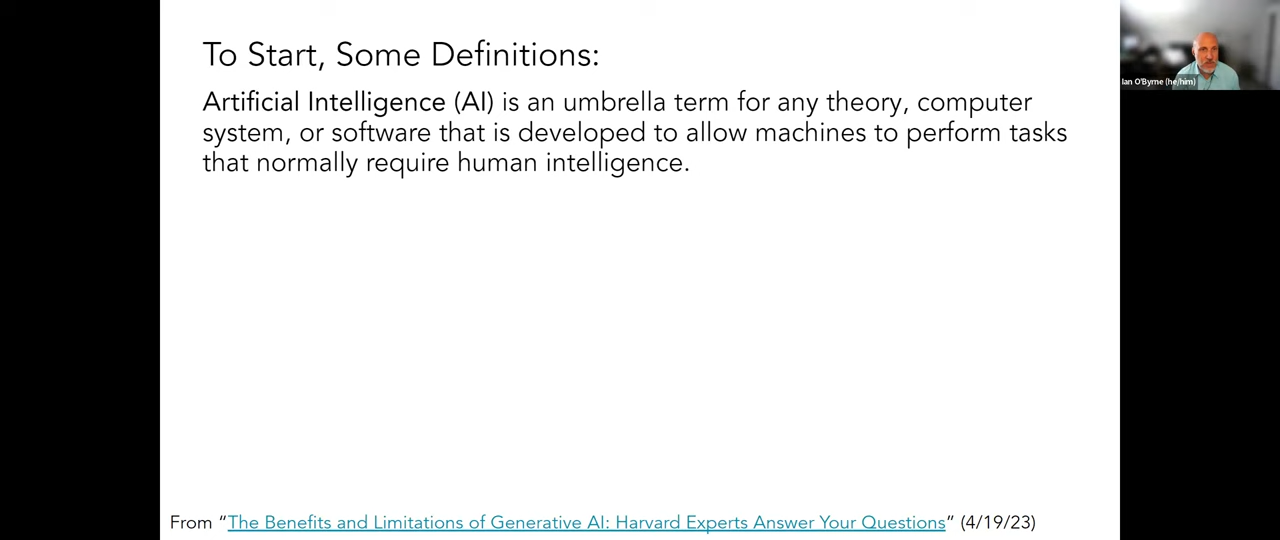 To Start, Some Definitions:
Artificial Intelligence (AI) is an umbrella term for any theory, computer
system, or software that is developed to allow machines to perform tasks
that normally require human intelligence.
From “The Benefits and Limitations of Generative AI: Harvard Experts Answer Your Questions” (4/19/23)
Ian O'Byrne (he/him)